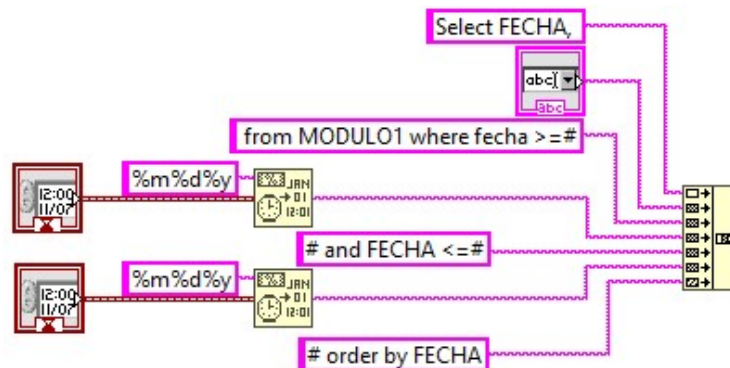 Select FECHA,
abc
abc
from MODULO1 where fecha >=#
%m%d%y
12:00
11/07
JAN
01
12:01
# and FECHA <=#
%m%d%y
12:00
11/07
JAN
01
12:01
# order by FECHA